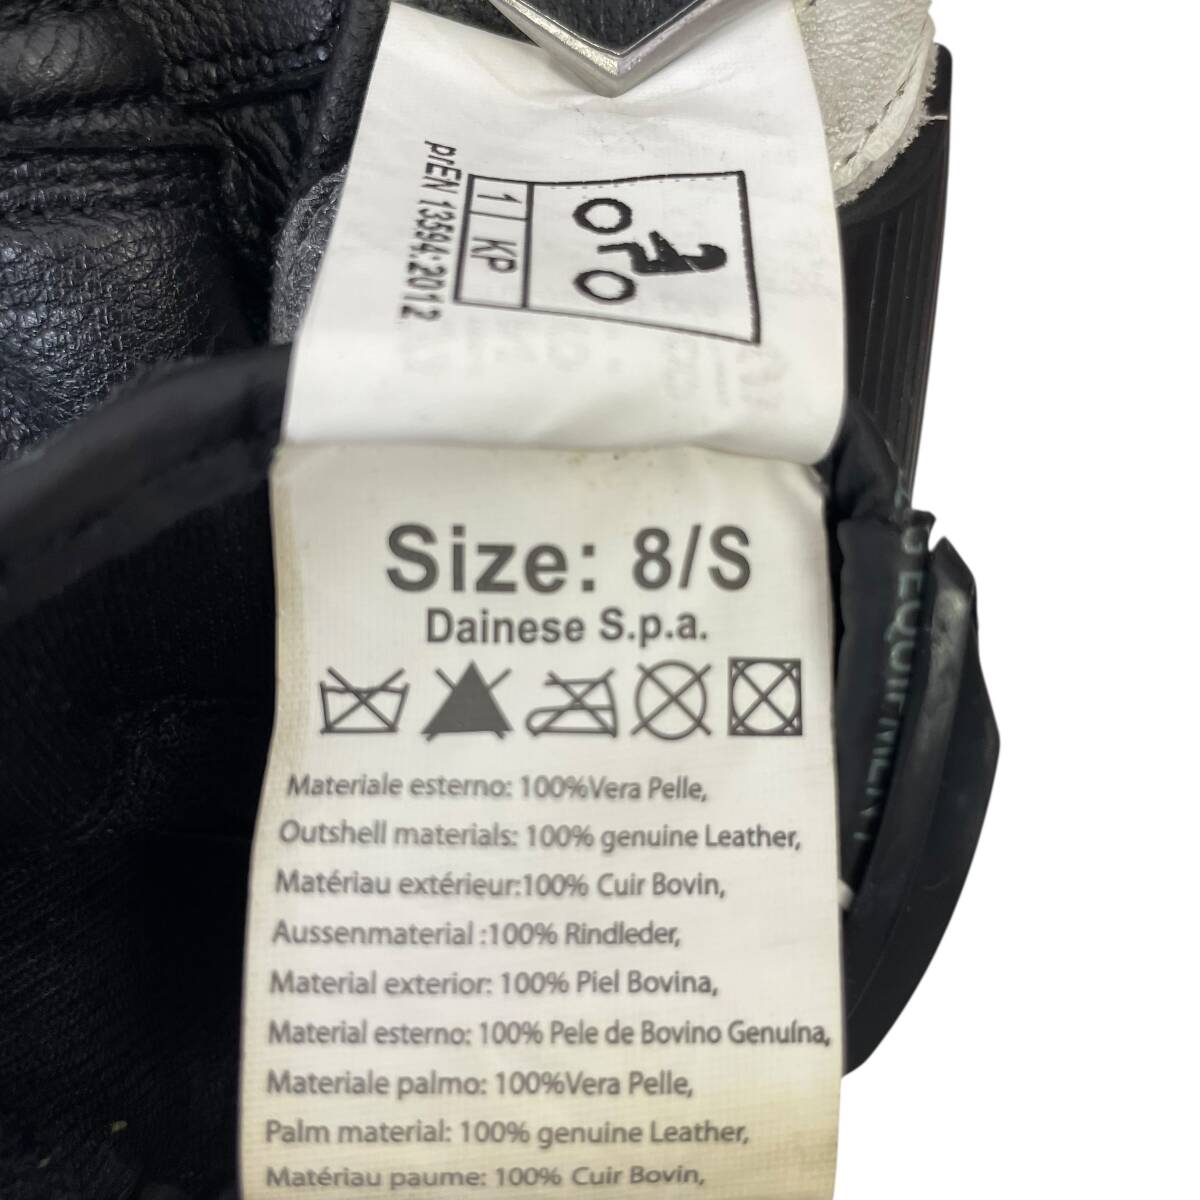 1 KP
prEN 13594:2012
Size: 8/S
Dainese S.p.a.
Materiale esterno: 100%Vera Pelle,
Outshell materials: 100% genuine Leather,
Matériau extérieur:100% Cuir Bovin,
Aussenmaterial :100% Rindleder,
Material exterior: 100% Piel Bovina,
Material esterno: 100% Pele de Bovino Genuína,
Materiale palmo: 100%Vera Pelle,
Palm material: 100% genuine Leather,
Matériau paume: 100% Cuir Bovin,
EQUIPMENT